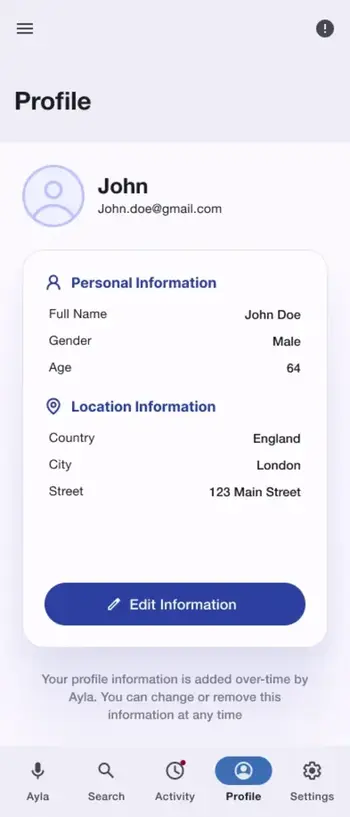 Profile
John
John.doe@gmail.com
Personal Information
Full Name John Doe
Gender Male
Age 64
Location Information
Country England
City London
Street 123 Main Street
Edit Information
Your profile information is added over-time by
Ayla. You can change or remove this
information at any time
Ayla Search Activity Profile Settings